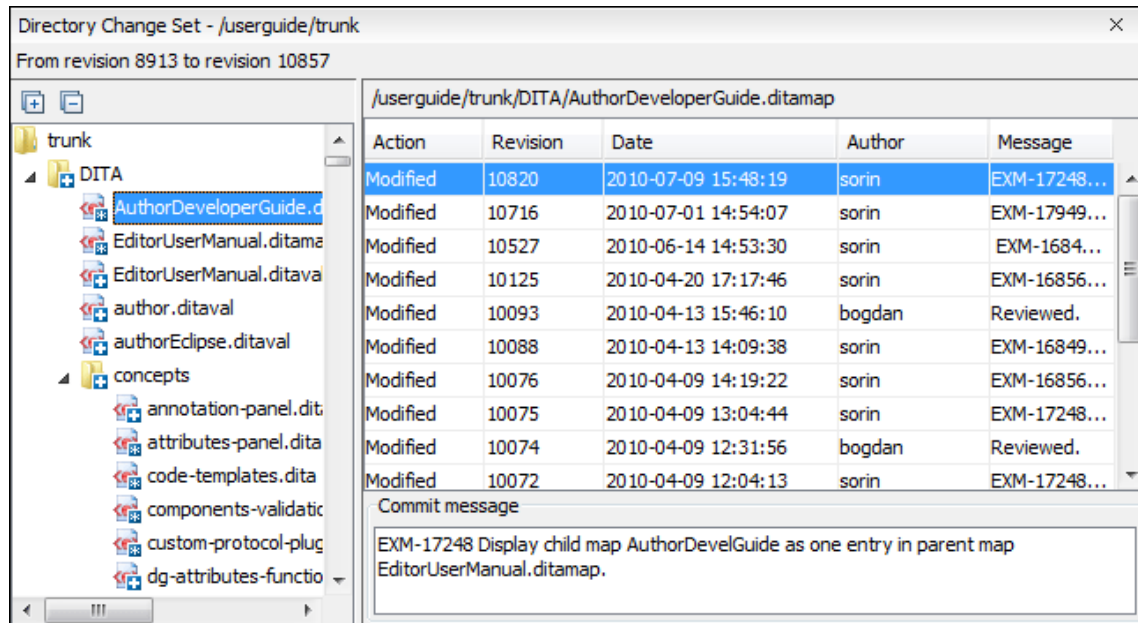 Directory Change Set - /userguide/trunk
From revision 8913 to revision 10857
/userguide/trunk/DITA/AuthorDeveloperGuide.ditamap
trunk
DITA
AuthorDeveloperGuide.d
EditorUserManual.ditama
EditorUserManual.ditaval
author.ditaval
authorEclipse.ditaval
concepts
annotation-panel.dit
attributes-panel.dita
code-templates.dita
components-validatio
custom-protocol-plug
dg-attributes-functio
Action Revision Date Author Message
Modified 10820 2010-07-09 15:48:19 sorin EXM-17248...
Modified 10716 2010-07-01 14:54:07 sorin EXM-17949...
Modified 10527 2010-06-14 14:53:30 sorin EXM-1684...
Modified 10125 2010-04-20 17:17:46 sorin EXM-16856...
Modified 10093 2010-04-13 15:46:10 bogdan Reviewed.
Modified 10088 2010-04-13 14:09:38 sorin EXM-16849...
Modified 10076 2010-04-09 14:19:22 sorin EXM-16856...
Modified 10075 2010-04-09 13:04:44 sorin EXM-17248...
Modified 10074 2010-04-09 12:31:56 bogdan Reviewed.
Modified 10072 2010-04-09 12:04:13 sorin EXM-17248...
Commit message
EXM-17248 Display child map AuthorDevelGuide as one entry in parent map
EditorUserManual.ditamap.